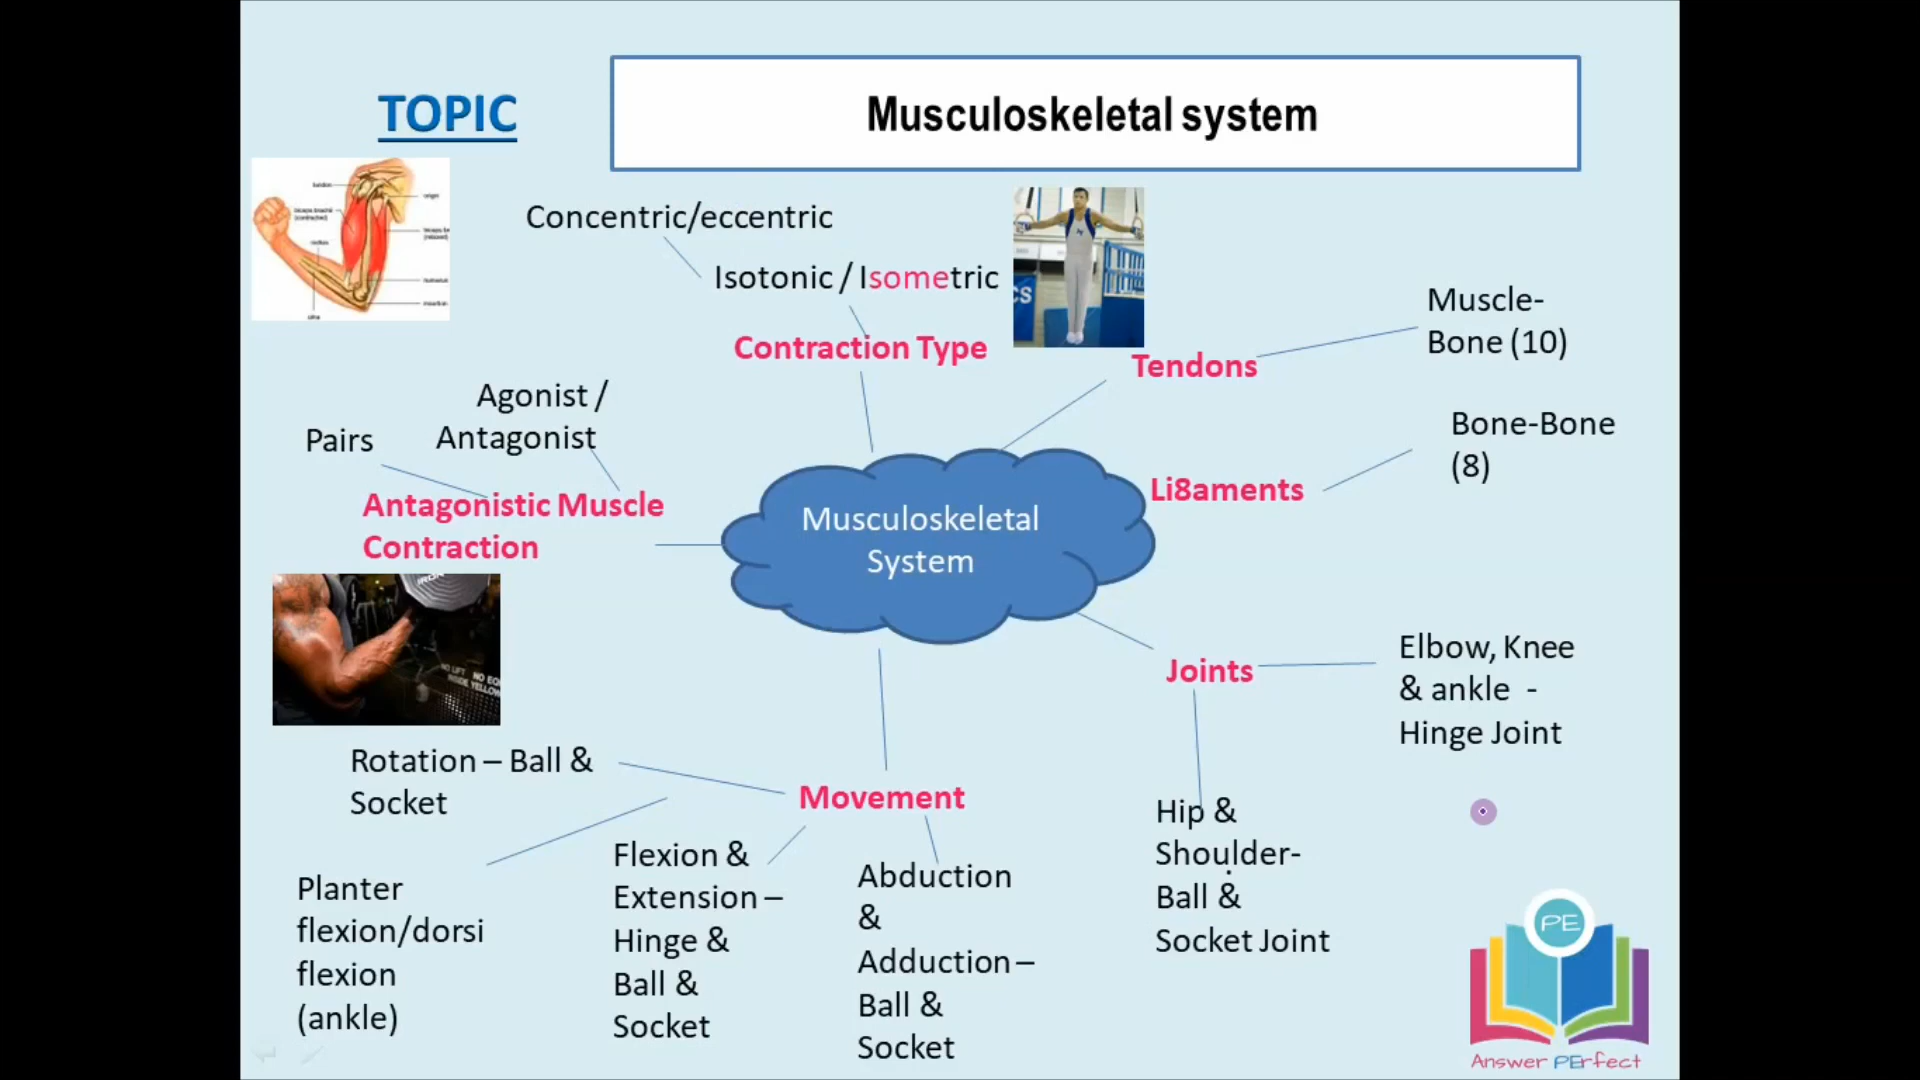 TOPIC
Musculoskeletal system
Concentric/eccentric
Isotonic / Isometric
Contraction Type
Tendons
Muscle-
Bone (10)
Agonist /
Antagonist
Pairs
Antagonistic Muscle
Contraction
Li8aments
Bone-Bone
(8)
Musculoskeletal
System
Joints
Elbow, Knee
& ankle -
Hinge Joint
Hip &
Shoulder-
Ball &
Socket Joint
Movement
Rotation – Ball &
Socket
Planter
flexion/dorsi
flexion
(ankle)
Flexion &
Extension –
Hinge &
Ball &
Socket
Abduction
&
Adduction –
Ball &
Socket
PE
Answer PErfect